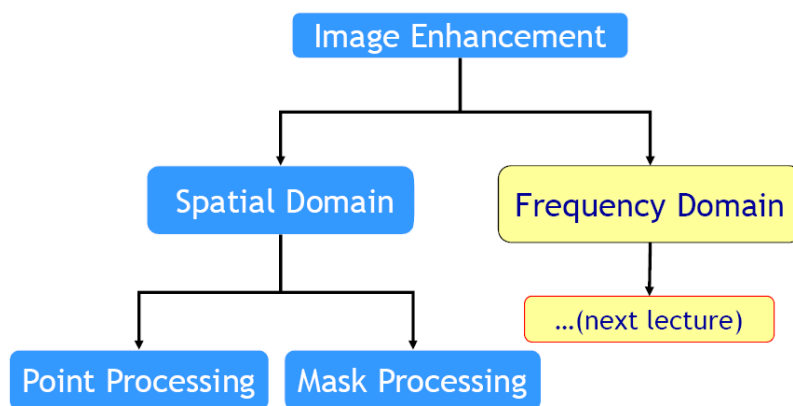 Image Enhancement
Spatial Domain
Frequency Domain
...(next lecture)
Point Processing
Mask Processing